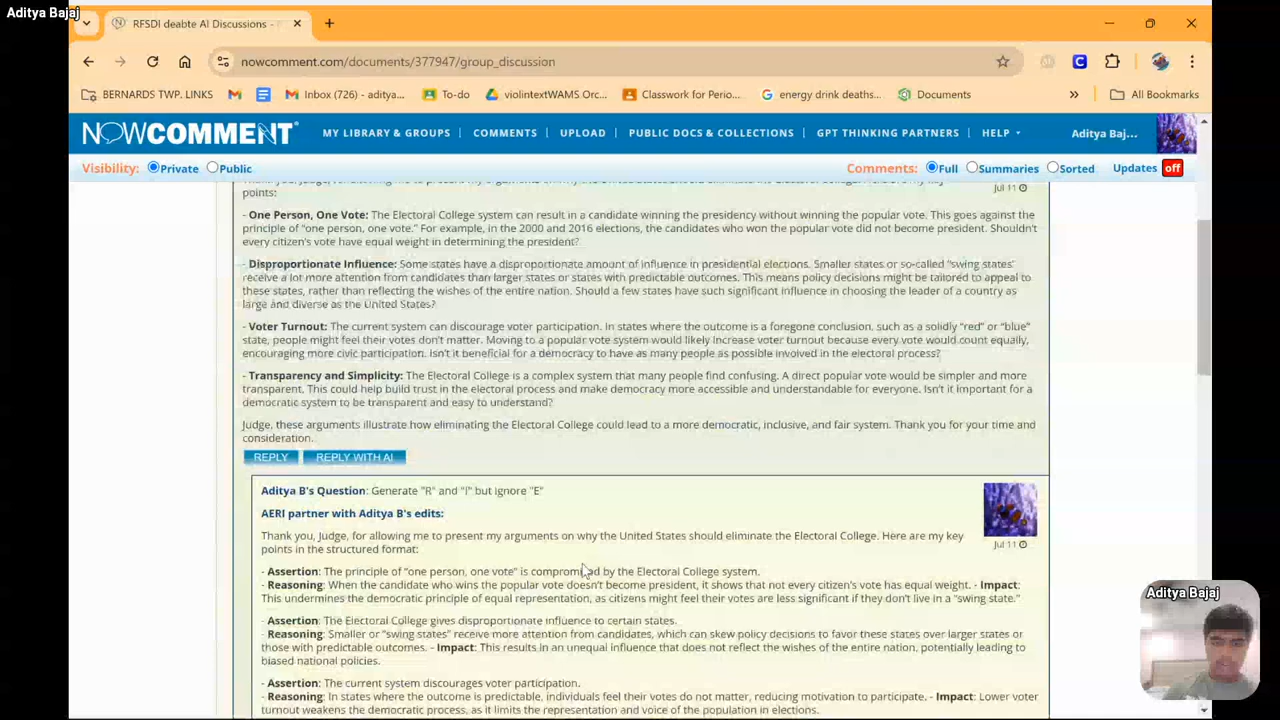 Aditya Bajaj
RFSDI deabte AI Discussions -
nowcomment.com/documents/377947/group_discussion
BERNARDS TWP. LINKS
Inbox (726) - aditya...
To-do
violintextWAMS Orc...
Classwork for Perio...
energy drink deaths...
Documents
»
All Bookmarks
NOWCOMMENT
MY LIBRARY & GROUPS | COMMENTS | UPLOAD | PUBLIC DOCS & COLLECTIONS | GPT THINKING PARTNERS | HELP
Aditya Baj...
Visibility: Private Public
Comments: Full Summaries Sorted Updates off
Jul 11
points:
- One Person, One Vote: The Electoral College system can result in a candidate winning the presidency without winning the popular vote. This goes against the
principle of “one person, one vote.” For example, in the 2000 and 2016 elections, the candidates who won the popular vote did not become president. Shouldn't
every citizen's vote have equal weight in determining the president?
- Disproportionate Influence: Some states have a disproportionate amount of influence in presidential elections. Smaller states or so-called “swing states”
receive a lot more attention from candidates than larger states or states with predictable outcomes. This means policy decisions might be tailored to appeal to
these states, rather than reflecting the wishes of the entire nation. Should a few states have such significant influence in choosing the leader of a country as
large and diverse as the United States?
- Voter Turnout: The current system can discourage voter participation. In states where the outcome is a foregone conclusion, such as a solidly “red” or “blue”
state, people might feel their votes don't matter. Moving to a popular vote system would likely increase voter turnout because every vote would count equally,
encouraging more civic participation. Isn't it beneficial for a democracy to have as many people as possible involved in the electoral process?
- Transparency and Simplicity: The Electoral College is a complex system that many people find confusing. A direct popular vote would be simpler and more
transparent. This could help build trust in the electoral process and make democracy more accessible and understandable for everyone. Isn't it important for a
democratic system to be transparent and easy to understand?
Judge, these arguments illustrate how eliminating the Electoral College could lead to a more democratic, inclusive, and fair system. Thank you for your time and
consideration.
REPLY REPLY WITH AI
Aditya B's Question: Generate "R" and "I" but ignore "E"
AERI partner with Aditya B's edits:
Thank you, Judge, for allowing me to present my arguments on why the United States should eliminate the Electoral College. Here are my key
points in the structured format:
Jul 11
- Assertion: The principle of “one person, one vote” is compromised by the Electoral College system.
- Reasoning: When the candidate who wins the popular vote doesn't become president, it shows that not every citizen's vote has equal weight. - Impact:
This undermines the democratic principle of equal representation, as citizens might feel their votes are less significant if they don't live in a “swing state.”
- Assertion: The Electoral College gives disproportionate influence to certain states.
- Reasoning: Smaller or “swing states” receive more attention from candidates, which can skew policy decisions to favor these states over larger states or
those with predictable outcomes. - Impact: This results in an unequal influence that does not reflect the wishes of the entire nation, potentially leading to
biased national policies.
- Assertion: The current system discourages voter participation.
- Reasoning: In states where the outcome is predictable, individuals feel their votes do not matter, reducing motivation to participate. - Impact: Lower voter
turnout weakens the democratic process, as it limits the representation and voice of the population in elections.
Aditya Bajaj